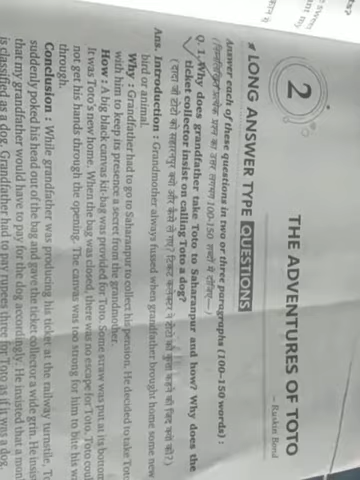 2
THE ADVENTURES OF TOTO
— Ruskin Bond
★ LONG ANSWER TYPE QUESTIONS
Answer each of these questions in two or three paragraphs (100-150 words) :
(निम्नलिखित प्रत्येक प्रश्न का उत्तर लगभग 100-150 शब्दों में दीजिए—)
Q. 1. Why does grandfather take Toto to Saharanpur and how? Why does the
ticket collector insist on calling Toto a dog?
(दादा जी टोटो को सहारनपुर क्यों और कैसे ले गए? टिकट कलेक्टर ने टोटो को कुत्ता कहने की जिद क्यों की?)
Ans. Introduction : Grandmother always fussed when grandfather brought home some new
bird or animal.
Why : Grandfather had to go to Saharanpur to collect his pension. He decided to take Toto
with him to keep its presence a secret from the grandmother.
How : A big black canvas kit-bag was provided for Toto. Some straw was put at its bottom.
It was Toto's new home. When the bag was closed, there was no escape for Toto. Toto coul
not get his hands through the opening. The canvas was too strong for him to bite his w
through.
Conclusion : While grandfather was producing his ticket at the railway turnstile, T
suddenly poked his head out of the bag and gave the ticket collector a wide grin. He insis
that my grandfather would have to pay for the dog accordingly. He insisted that a mon
is classified as a dog. Grandfather had to pay rupees three for Toto as if it was a dog.